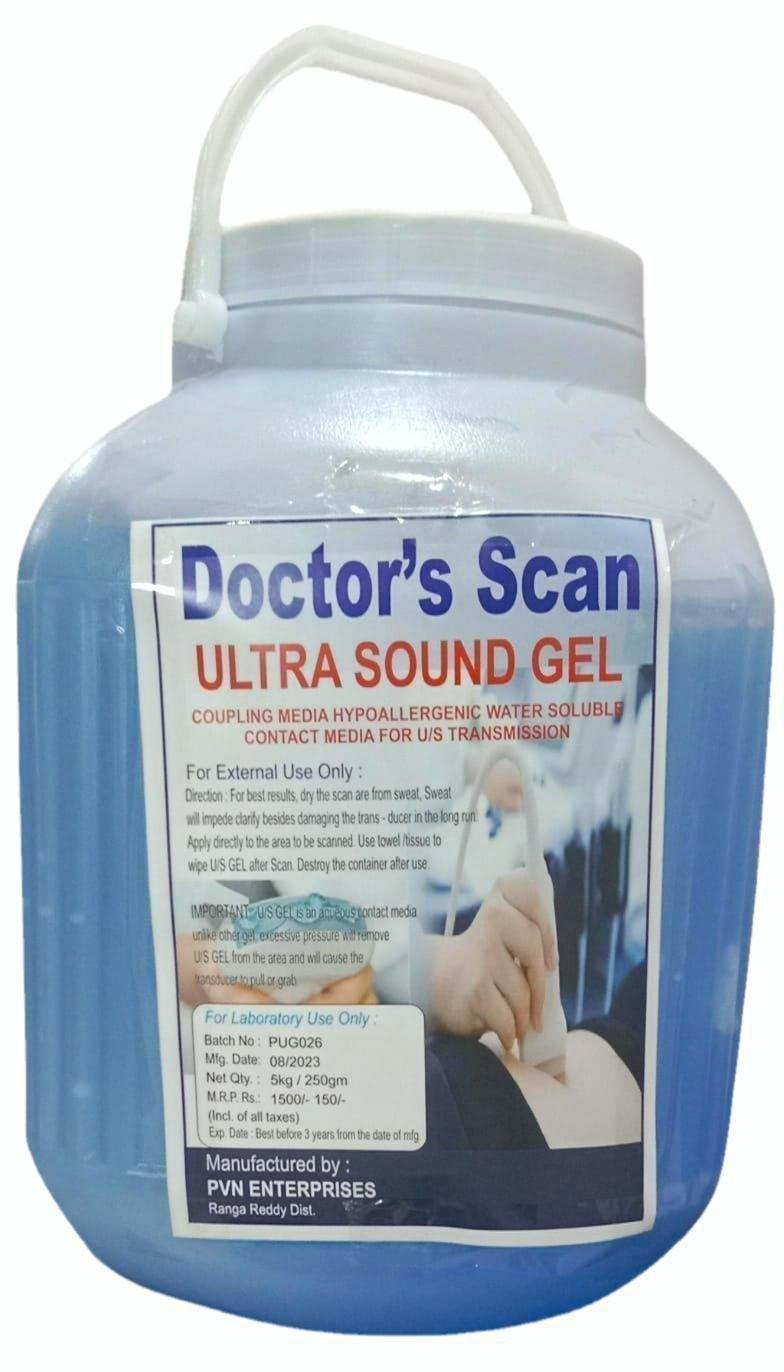 Doctor's Scan
ULTRA SOUND GEL
COUPLING MEDIA HYPOALLERGENIC WATER SOLUBLE
CONTACT MEDIA FOR U/S TRANSMISSION
For External Use Only :
Direction : For best results, dry the scan are from sweat, Sweat
will impede clarify besides damaging the trans - ducer in the long run.
Apply directly to the area to be scanned. Use towel /tissue to
wipe U/S GEL after Scan. Destroy the container after use.
IMPORTANT : U/S GEL is an aqueous contact media
unlike other gel, excessive pressure will remove
U/S GEL from the area and will cause the
transducer to pull or grab.
For Laboratory Use Only :
Batch No : PUG026
Mfg. Date: 08/2023
Net Qty. : 5kg / 250gm
M.R.P. Rs.: 1500/- 150/-
(Incl. of all taxes)
Exp. Date : Best before 3 years from the date of mfg.
Manufactured by :
PVN ENTERPRISES
Ranga Reddy Dist.